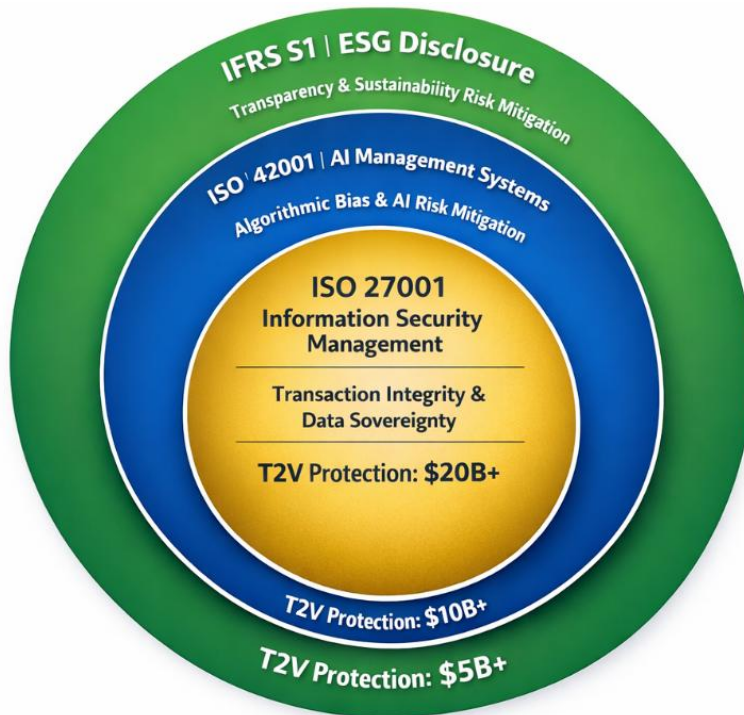 IFRS S1 | ESG Disclosure
Transparency & Sustainability Risk Mitigation
ISO 42001 | AI Management Systems
Algorithmic Bias & AI Risk Mitigation
ISO 27001
Information Security
Management
Transaction Integrity &
Data Sovereignty
T2V Protection: $20B+
T2V Protection: $10B+
T2V Protection: $5B+